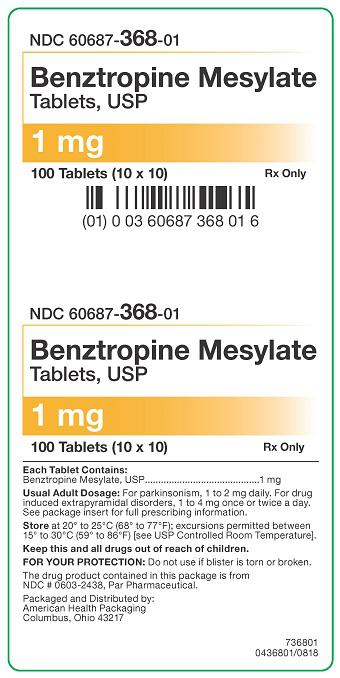 NDC 60687-368-01
Benztropine Mesylate
Tablets, USP
1 mg
100 Tablets (10 x 10) Rx Only
(01) 0 03 60687 368 01 6
NDC 60687-368-01
Benztropine Mesylate
Tablets, USP
1 mg
100 Tablets (10 x 10) Rx Only
Each Tablet Contains:
Benztropine Mesylate, USP...........................................1 mg
Usual Adult Dosage: For parkinsonism, 1 to 2 mg daily. For drug
induced extrapyramidal disorders, 1 to 4 mg once or twice a day.
See package insert for full prescribing information.
Store at 20° to 25°C (68° to 77°F); excursions permitted between
15° to 30°C (59° to 86°F) [see USP Controlled Room Temperature].
Keep this and all drugs out of reach of children.
FOR YOUR PROTECTION: Do not use if blister is torn or broken.
The drug product contained in this package is from
NDC # 0603-2438, Par Pharmaceutical.
Packaged and Distributed by:
American Health Packaging
Columbus, Ohio 43217
736801
0436801/0818